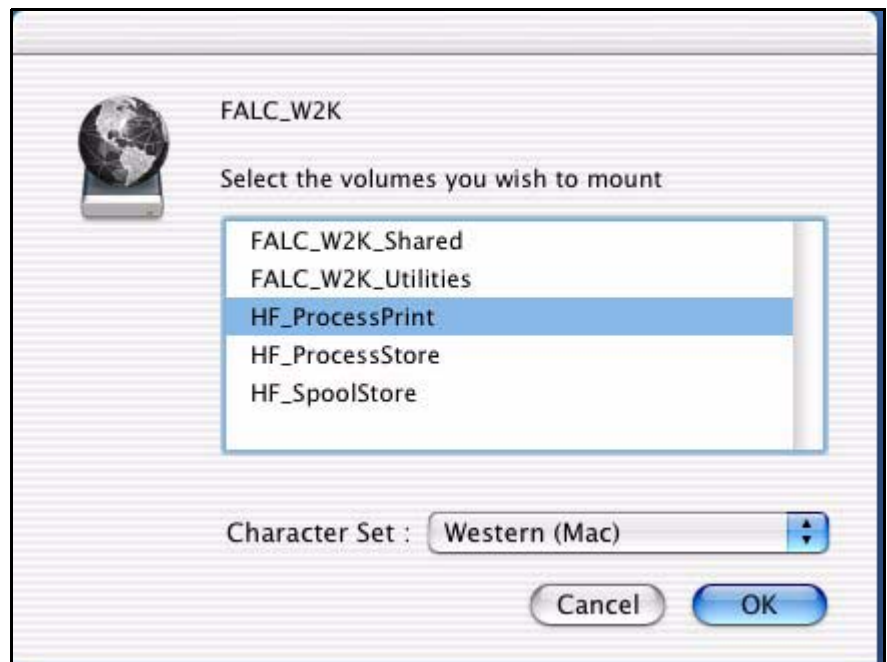 FALC_W2K
Select the volumes you wish to mount
FALC_W2K_Shared
FALC_W2K_Utilities
HF_ProcessPrint
HF_ProcessStore
HF_SpoolStore
Character Set : Western (Mac)
Cancel OK